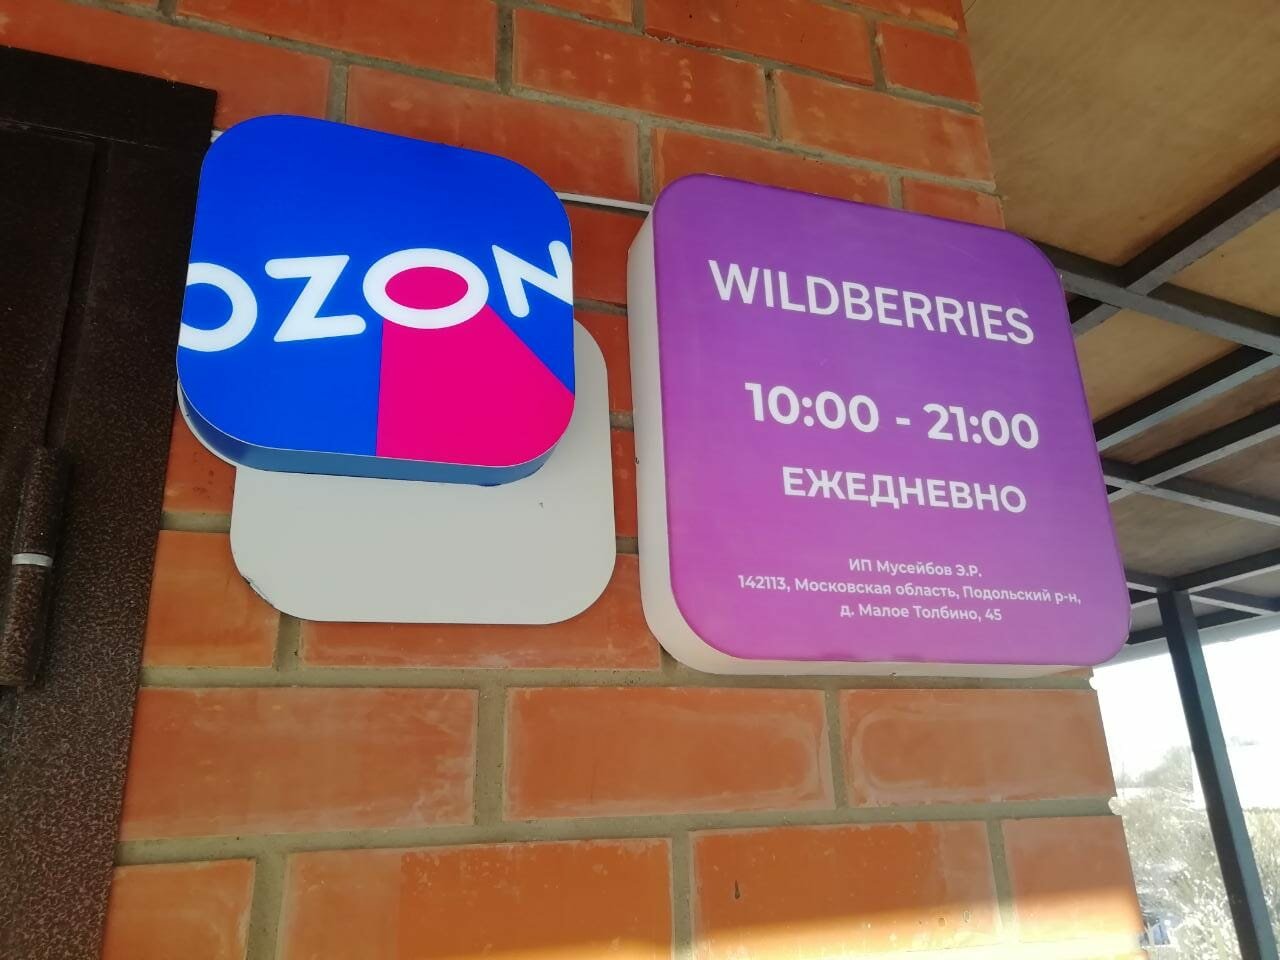 OZON
WILDBERRIES
10:00 - 21:00
ЕЖЕДНЕВНО
ИП Мусейбов Э.Р.
142113, Московская область, Подольский р-н,
д. Малое Толбино, 45